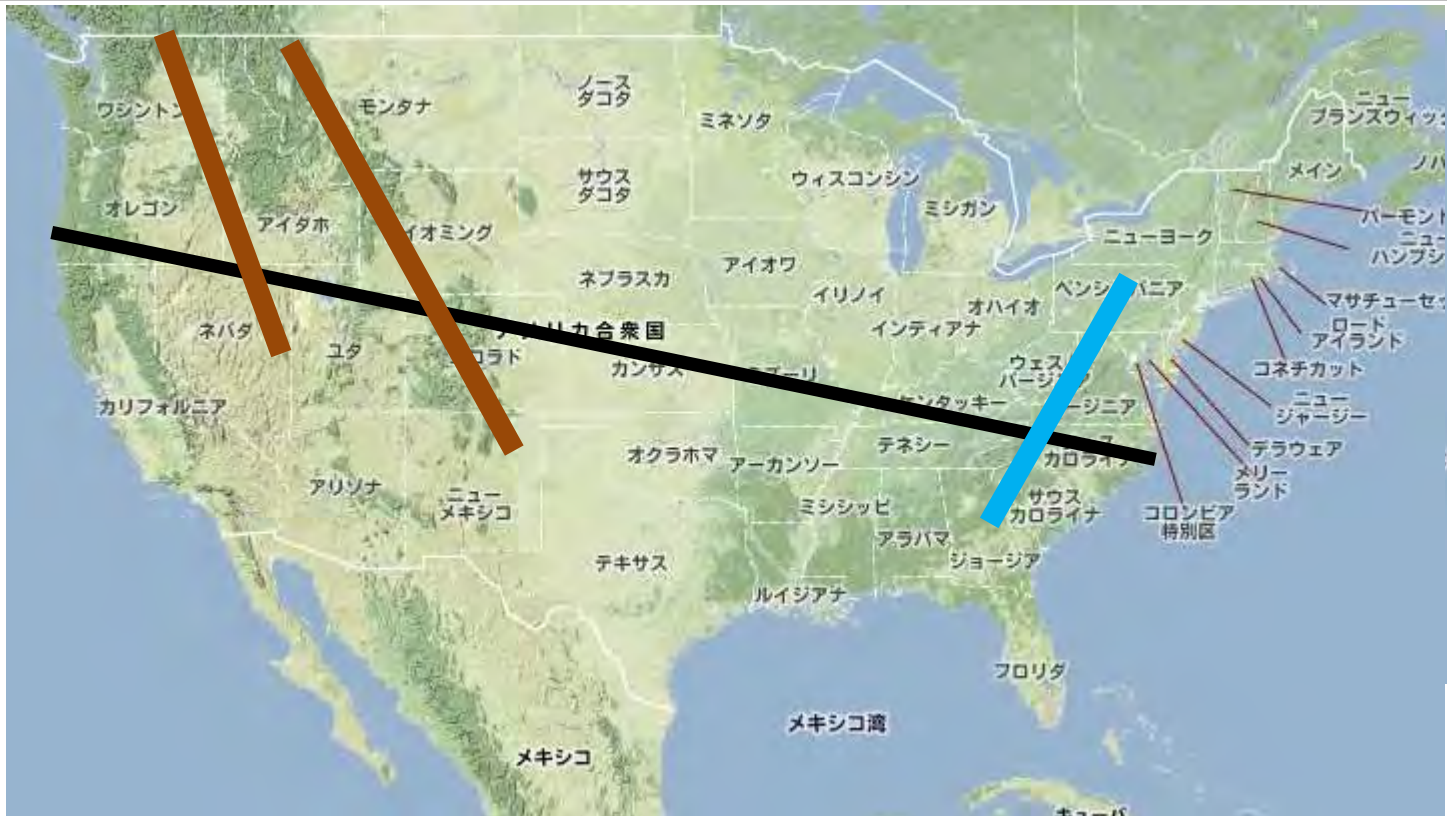 ワシントン
モンタナ
ノース
ダコタ
ミネソタ
ニュー
ブランズウィッ
オレゴン
アイダホ
イオミング
サウス
ダコタ
ウィスコンシン
ミシガン
メイン
ノバ
バーモント
ニュー
ハンプシ
ニューヨーク
ネブラスカ
アイオワ
イリノイ
オハイオ
インディアナ
マサチューセッ
ロード
アイランド
コネチカット
ネバダ
ユタ
コラド
カンザス
カリフォルニア
ケンタッキー
ニュー
ジャージー
オクラホマ
アーカンソー
テネシー
デラウェア
メリー
ランド
アリゾナ
ニュー
メキシコ
ミシシッピ
アラバマ
サウス
カロライナ
コロンビア
特別区
テキサス
ルイジアナ
ジョージア
フロリダ
メキシコ湾
メキシコ
キューバ